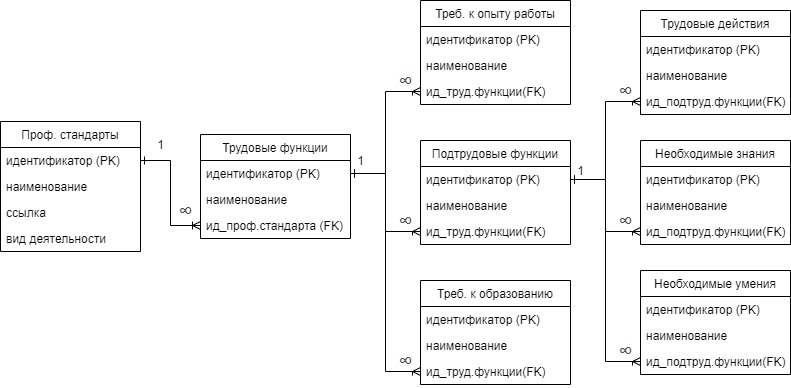 Проф. стандарты
идентификатор (PK)
наименование
ссылка
вид деятельности
1
∞
Трудовые функции
идентификатор (PK)
наименование
ид_проф.стандарта (FK)
1
∞
Треб. к опыту работы
идентификатор (PK)
наименование
ид_труд.функции(FK)
∞
Подтрудовые функции
идентификатор (PK)
наименование
ид_труд.функции(FK)
1
∞
Треб. к образованию
идентификатор (PK)
наименование
ид_труд.функции(FK)
∞
Трудовые действия
идентификатор (PK)
наименование
ид_подтруд.функции(FK)
∞
Необходимые знания
идентификатор (PK)
наименование
ид_подтруд.функции(FK)
∞
Необходимые умения
идентификатор (PK)
наименование
ид_подтруд.функции(FK)